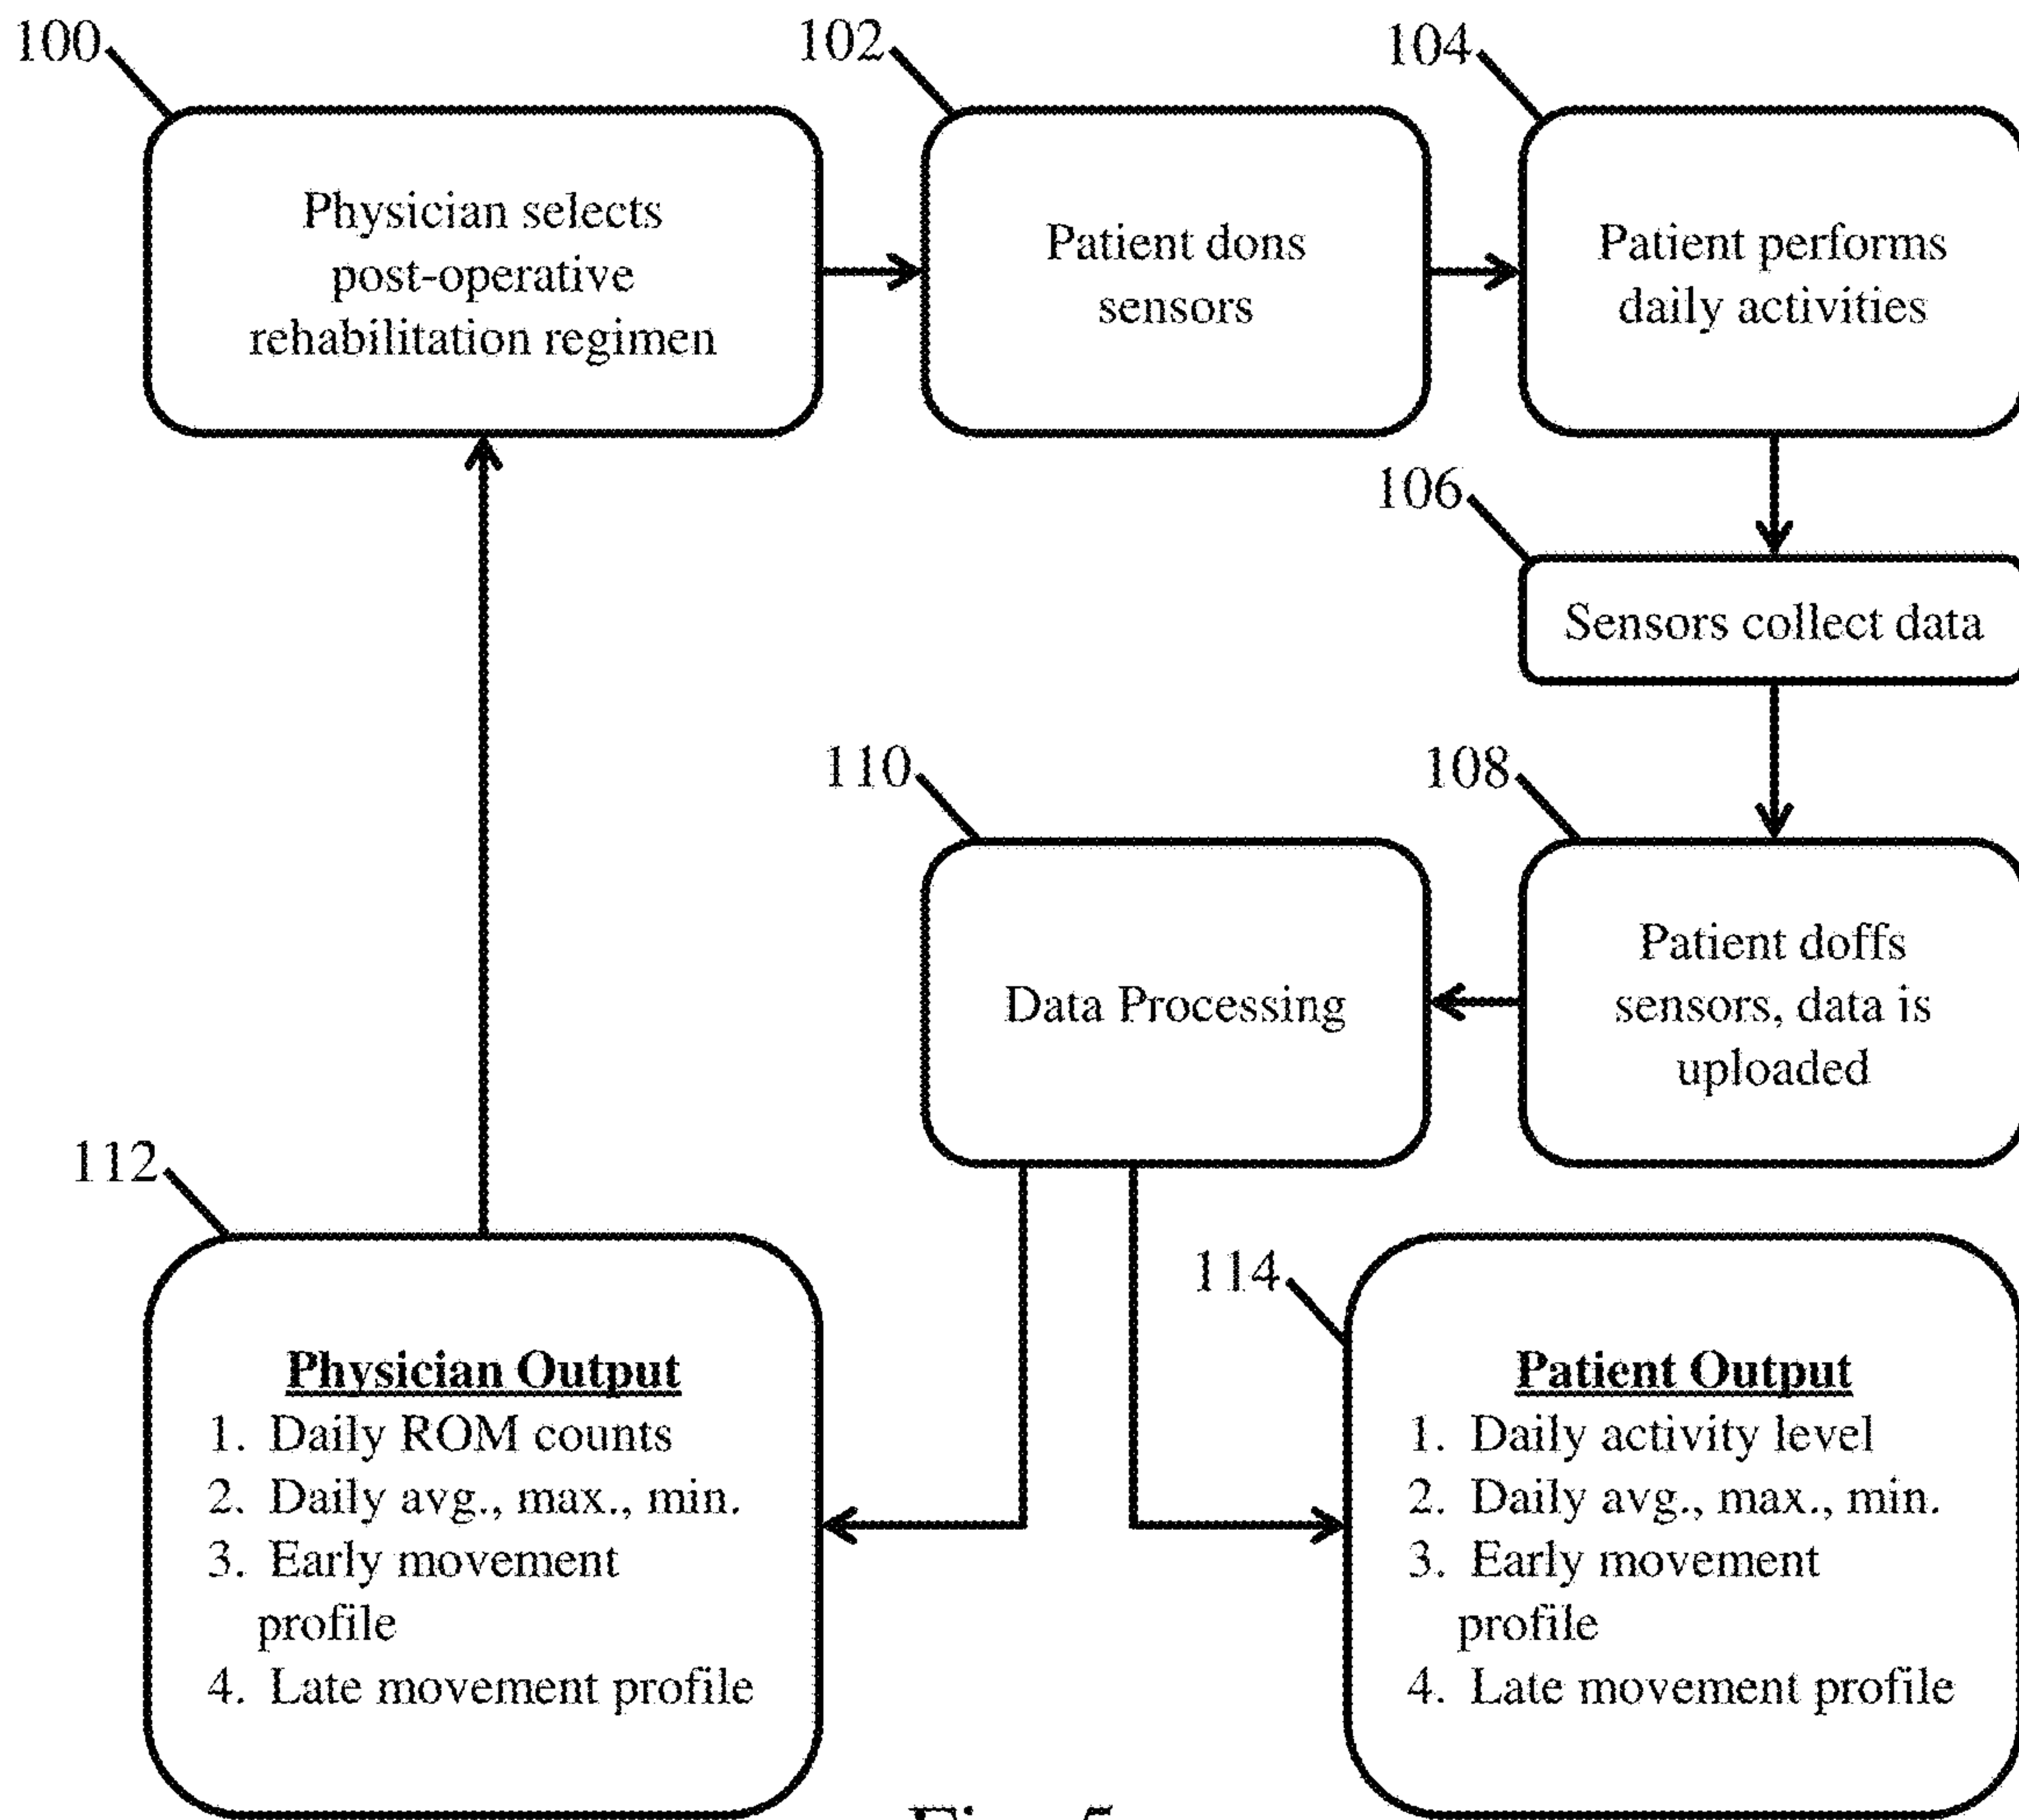 100
102
104
Physician selects
post-operative
rehabilitation regimen
Patient dons
sensors
Patient performs
daily activities
106
Sensors collect data
110
108
Data Processing
Patient doffs
sensors, data is
uploaded
112
114
Physician Output
1. Daily ROM counts
2. Daily avg., max., min.
3. Early movement
profile
4. Late movement profile
Patient Output
1. Daily activity level
2. Daily avg., max., min.
3. Early movement
profile
4. Late movement profile